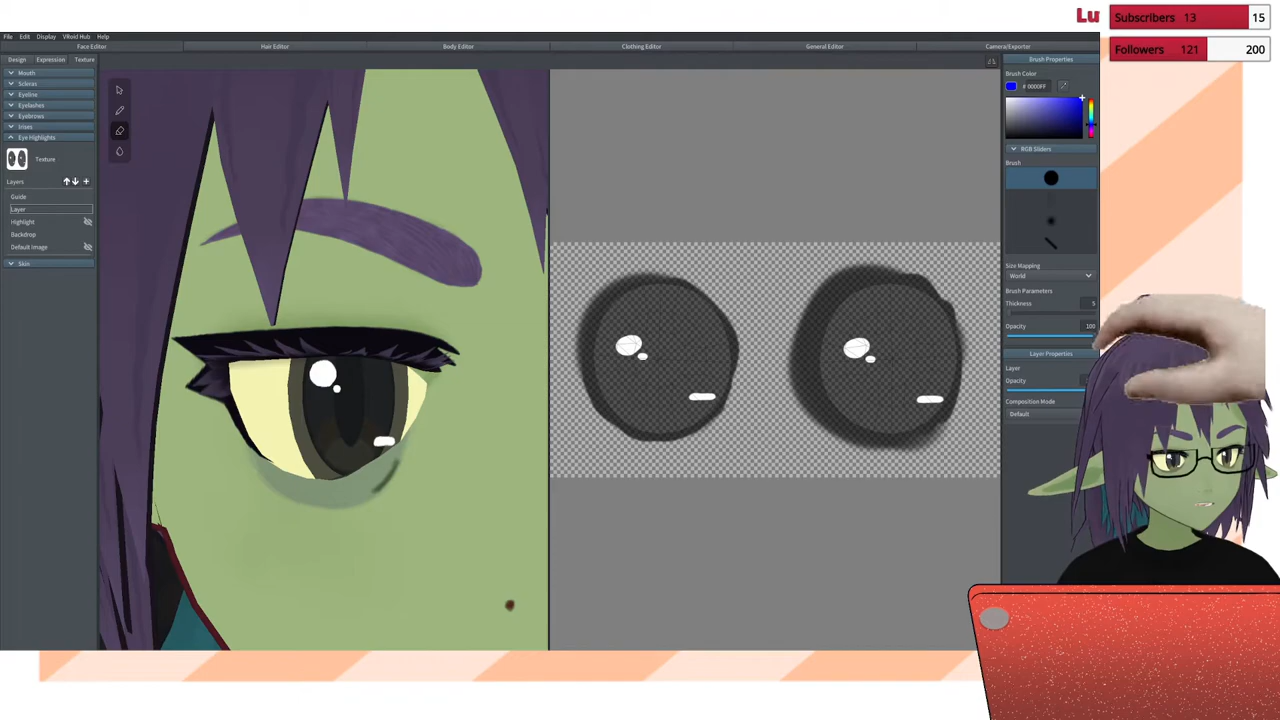 Lu
Subscribers 13 15
Followers 121 200
File Edit Display VRoid Hub Help
Face Editor Hair Editor Body Editor Clothing Editor General Editor Camera/Exporter
Design Expression Texture
Mouth
Scleras
Eyeline
Eyelashes
Eyebrows
Irises
Eye Highlights
Texture
Layers
Guide
Layer
Highlight
Backdrop
Default Image
Skin
Brush Properties
Brush Color
# 0000FF
RGB Sliders
Brush
Size Mapping
World
Brush Parameters
Thickness 5
Opacity 100
Layer Properties
Layer
Opacity
Composition Mode
Default